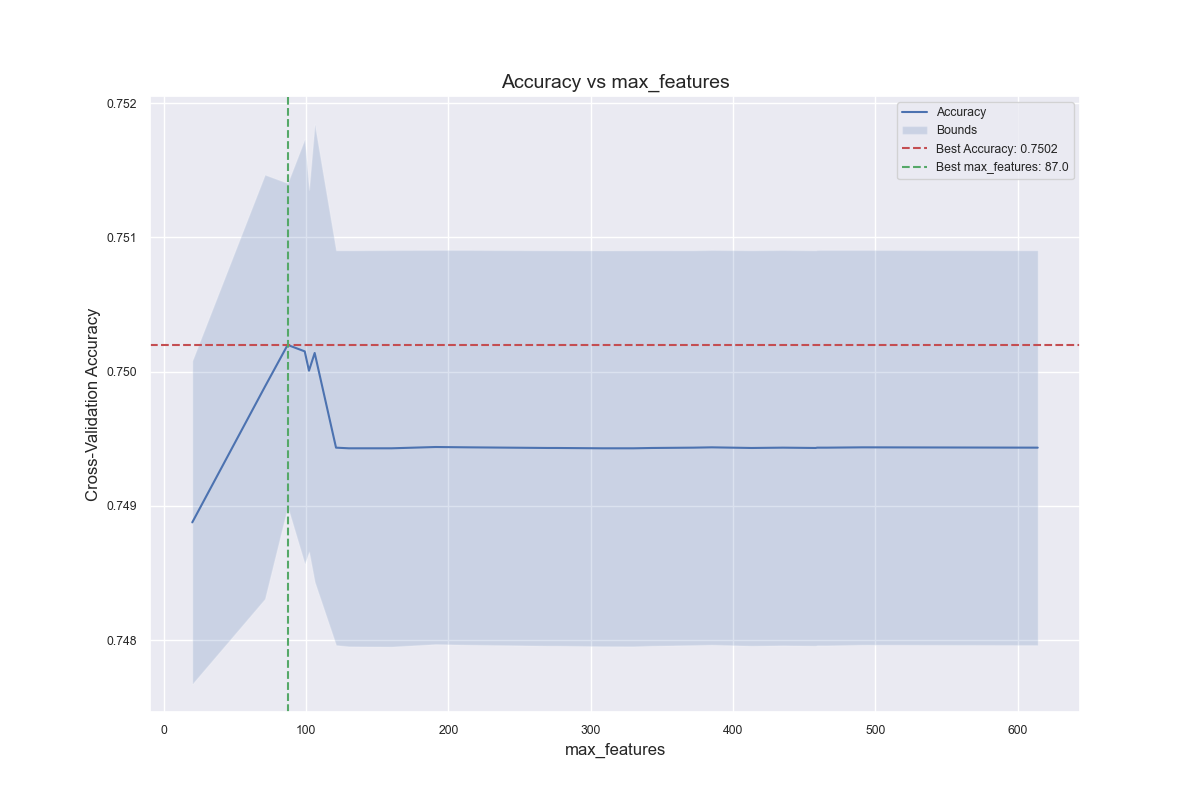 Accuracy vs max_features
Accuracy
Bounds
Best Accuracy: 0.7502
Best max_features: 87.0
Cross-Validation Accuracy
0.752
0.751
0.750
0.749
0.748
0 100 200 300 400 500 600
max_features